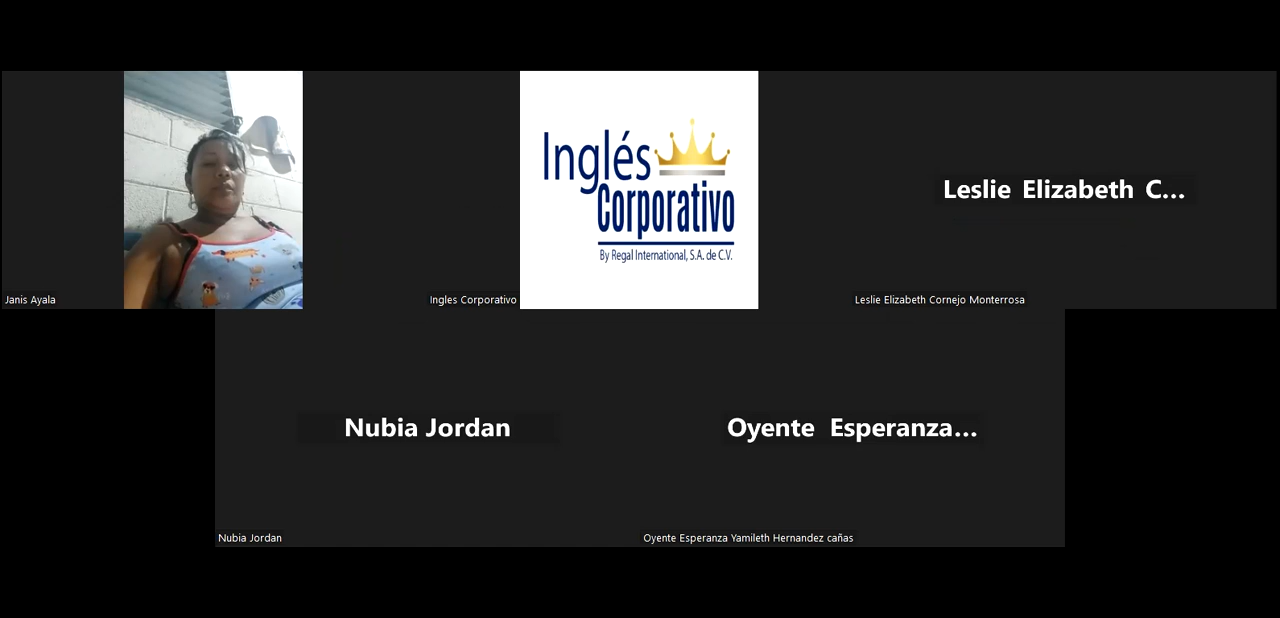 Inglés
Corporativo
By Regal International, S.A. de C.V.
Leslie Elizabeth C...
Janis Ayala
Ingles Corporativo
Leslie Elizabeth Cornejo Monterrosa
Nubia Jordan
Oyente Esperanza...
Nubia Jordan
Oyente Esperanza Yamileth Hernandez cañas